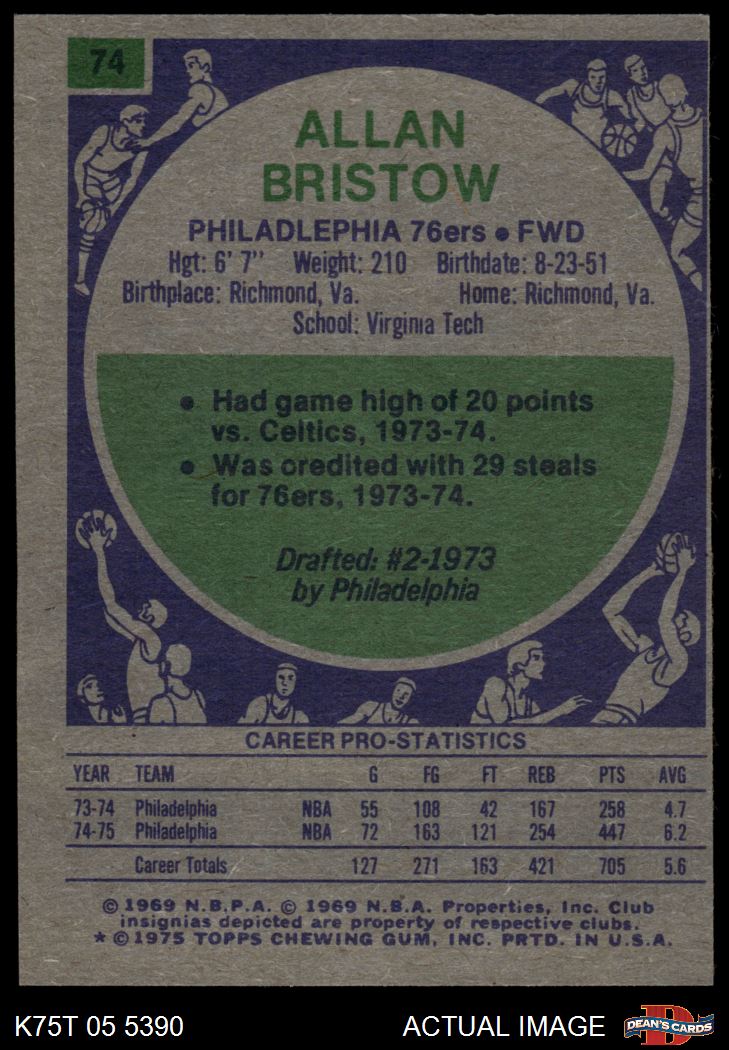 74
ALLAN
BRISTOW
PHILADLEPHIA 76ers • FWD
Hgt: 6' 7" Weight: 210 Birthdate: 8-23-51
Birthplace: Richmond, Va. Home: Richmond, Va.
School: Virginia Tech
• Had game high of 20 points
vs. Celtics, 1973-74.
• Was credited with 29 steals
for 76ers, 1973-74.
Drafted: #2-1973
by Philadelphia
CAREER PRO-STATISTICS
YEAR TEAM G FG FT REB PTS AVG
73-74 Philadelphia NBA 55 108 42 167 258 4.7
74-75 Philadelphia NBA 72 163 121 254 447 6.2
Career Totals 127 271 163 421 705 5.6
© 1969 N.B.P.A. © 1969 N.B.A. Properties, Inc. Club
insignias depicted are property of respective clubs.
* © 1975 TOPPS CHEWING GUM, INC. PRTD. IN U.S.A.
K75T 05 5390 ACTUAL IMAGE DEAN'S CARDS